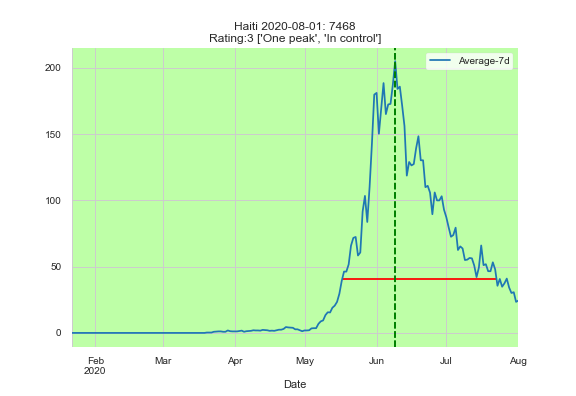 Haiti 2020-08-01: 7468
Rating:3 ['One peak', 'In control']
Average-7d
200
150
100
50
0
Feb
2020
Mar
Apr
May
Jun
Jul
Aug
Date